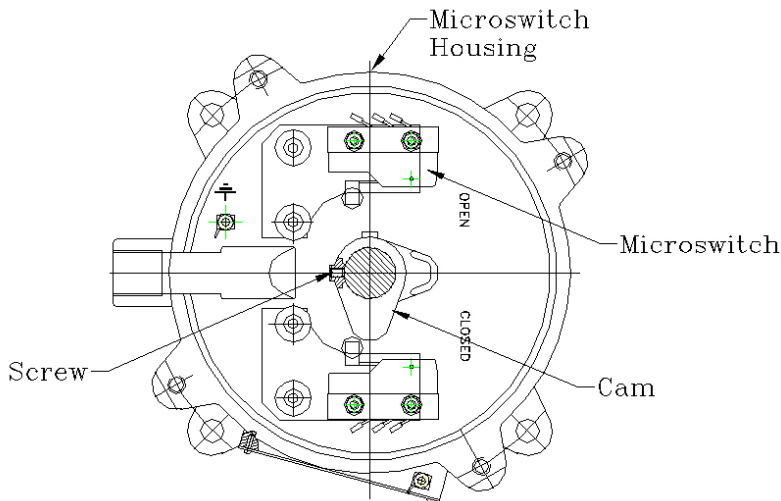 Microswitch
Housing
OPEN
Microswitch
CLOSED
Screw
Cam